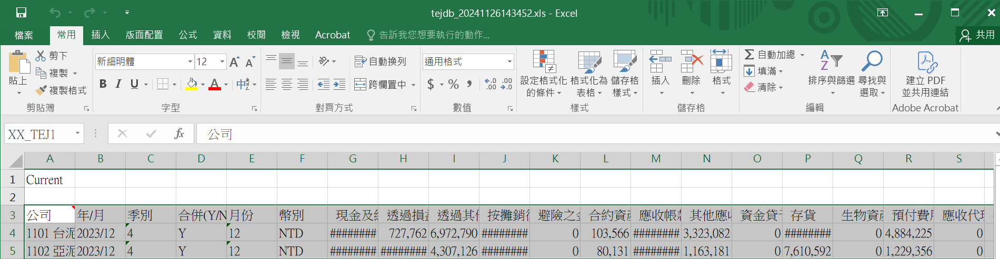 tejdb_20241126143452.xls - Excel
檔案 常用 插入 版面配置 公式 資料 校閱 檢視 Acrobat 告訴我您想要執行的動作... 共用
貼上
剪下
複製
複製格式
剪貼簿
新細明體 12 A A
B I U A 中
字型
自動換列
跨欄置中
對齊方式
通用格式
$ % , .0 .00 .00 .0
數值
設定格式化
的條件
格式化為
表格
儲存格
樣式
樣式
插入 刪除 格式
儲存格
自動加總
填滿
清除
排序與篩選
尋找與
選取
編輯
建立 PDF
並共用連結
Adobe Acrobat
XX_TEJ1 fx 公司
A B C D E F G H I J K L M N O P Q R S
1 Current
2
3 公司 年/月 季別 合併(Y/N 月份 幣別 現金及 透過損益 透過其他 按攤銷後 避險之金 合約資產 應收帳款 其他應收 資金貸 存貨 生物資產 預付費用 應收代
4 1101 台泥 2023/12 4 Y 12 NTD ######## 727,762 6,972,790 ######## 0 103,566 ######## 3,323,082 0 ######## 0 4,884,225 0
5 1102 亞泥 2023/12 4 Y 12 NTD ######## ######## 4,307,126 ######## 0 80,131 ######## 1,163,181 0 7,610,592 0 1,229,356 0